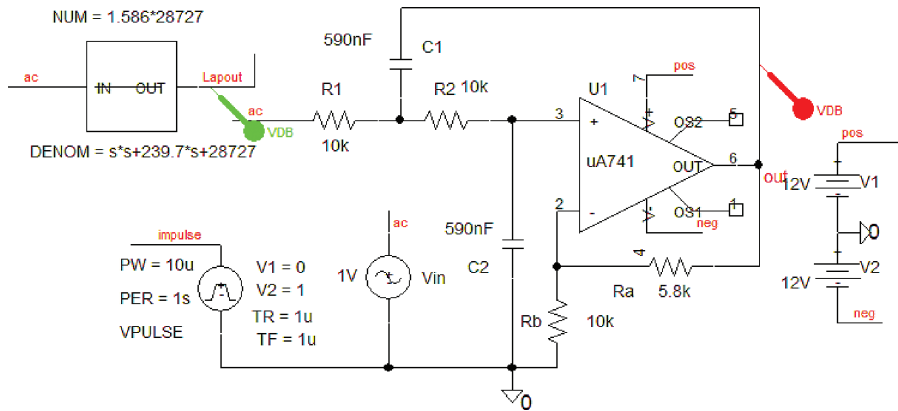 NUM = 1.586*28727
590nF
C1
ac
IN OUT
Lapout
VDB
ac
R1
10k
R2 10k
U1
7
pos
V+
OS2
5
3
+
uA741
OUT
6
out
VDB
pos
DENOM = s*s+239.7*s+28727
12V
V1
2
-
V-
OS1
1
neg
4
0
590nF
C2
ac
1V
Vin
impulse
PW = 10u
PER = 1s
VPULSE
V1 = 0
V2 = 1
TR = 1u
TF = 1u
Ra
5.8k
Rb
10k
12V
V2
neg
0